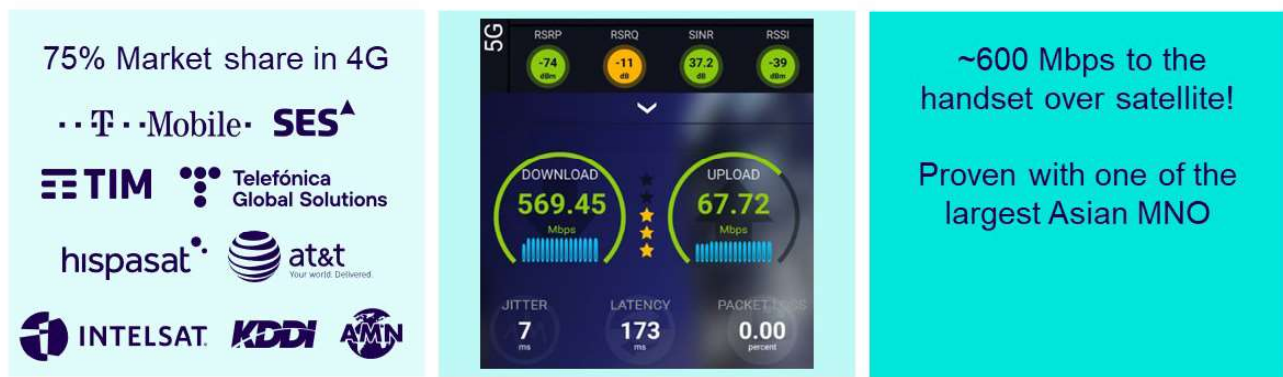 75% Market share in 4G
T Mobile
SES
TIM
Telefónica
Global Solutions
hispasat
at&t
Your world. Delivered.
INTELSAT.
KDDI
AMN
5G
RSRP
RSRQ
SINR
RSSI
-74
dBm
-11
dB
37.2
dB
-39
dBm
DOWNLOAD
569.45
Mbps
UPLOAD
67.72
Mbps
JITTER
7
ms
LATENCY
173
ms
PACKET LOSS
0.00
percent
~600 Mbps to the
handset over satellite!
Proven with one of the
largest Asian MNO